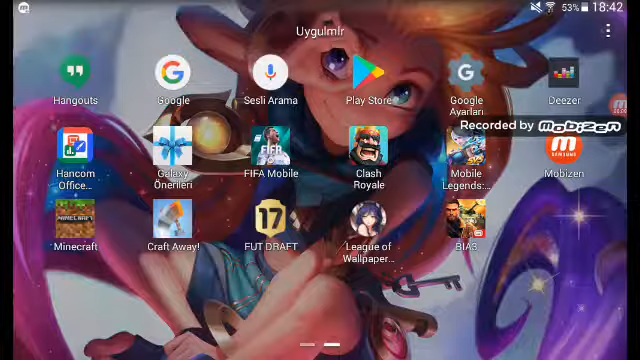 53% 18:42
Uygulmlr
Hangouts
Google
Sesli Arama
Play Store
Google
Ayarları
Deezer
Recorded by MOBIZEN
Hancom
Office...
Galaxy
Önerileri
FIFA Mobile
Clash
Royale
Mobile
Legends:...
Mobizen
Minecraft
Craft Away!
FUT DRAFT
League of
Wallpaper...
BIA3